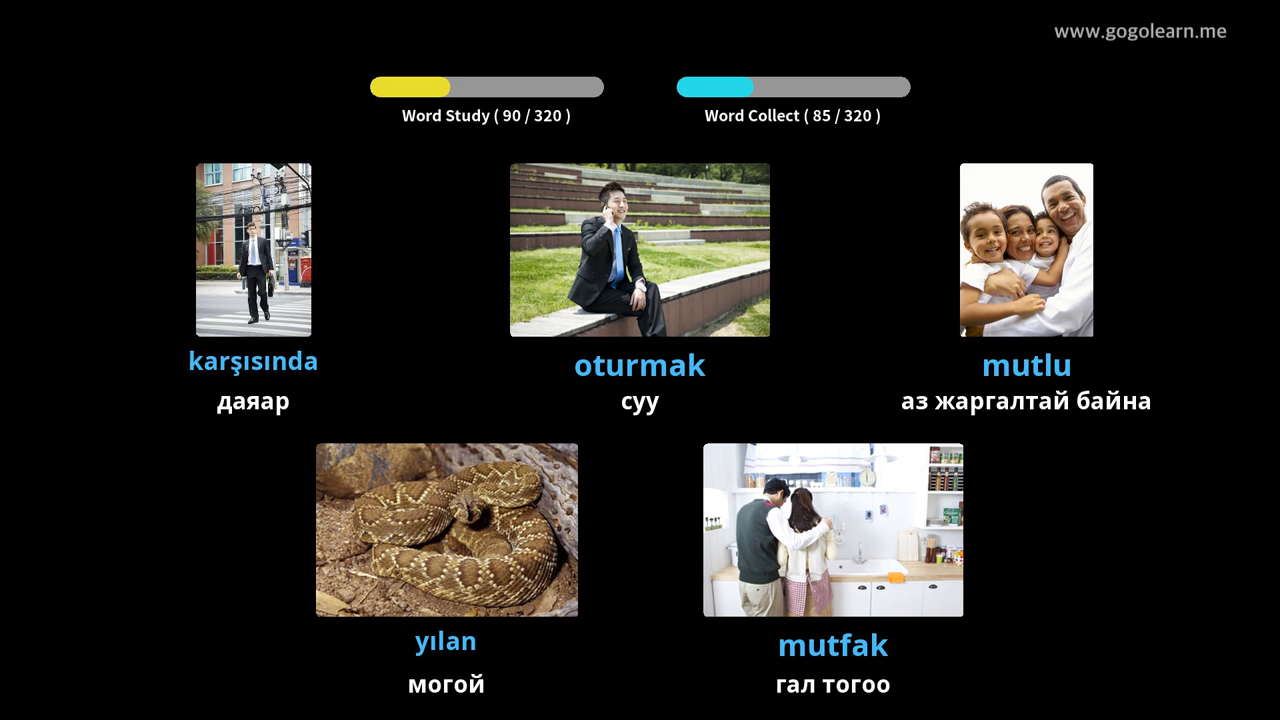 www.gogolearn.me
Word Study ( 90 / 320 )
Word Collect ( 85 / 320 )
karşısında
даяар
oturmak
суу
mutlu
аз жаргалтай байна
yılan
могой
mutfak
гал тогоо